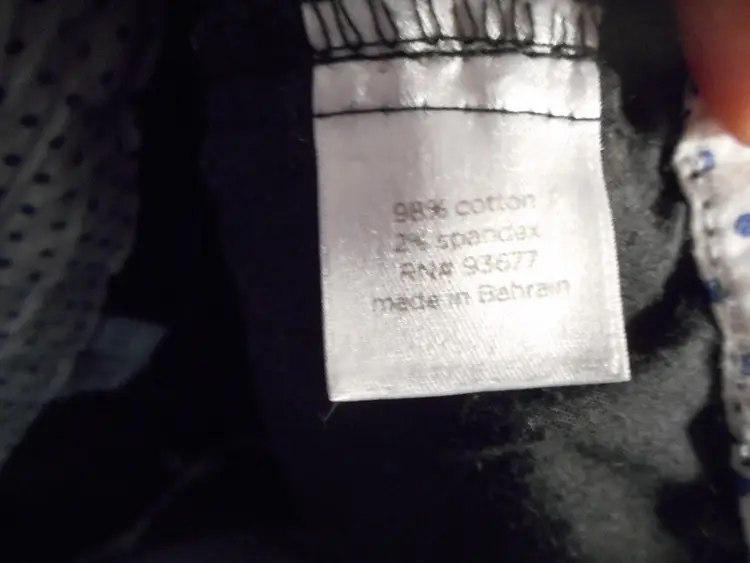 98% cotton
2% spandex
RN# 93677
made in Bahrain